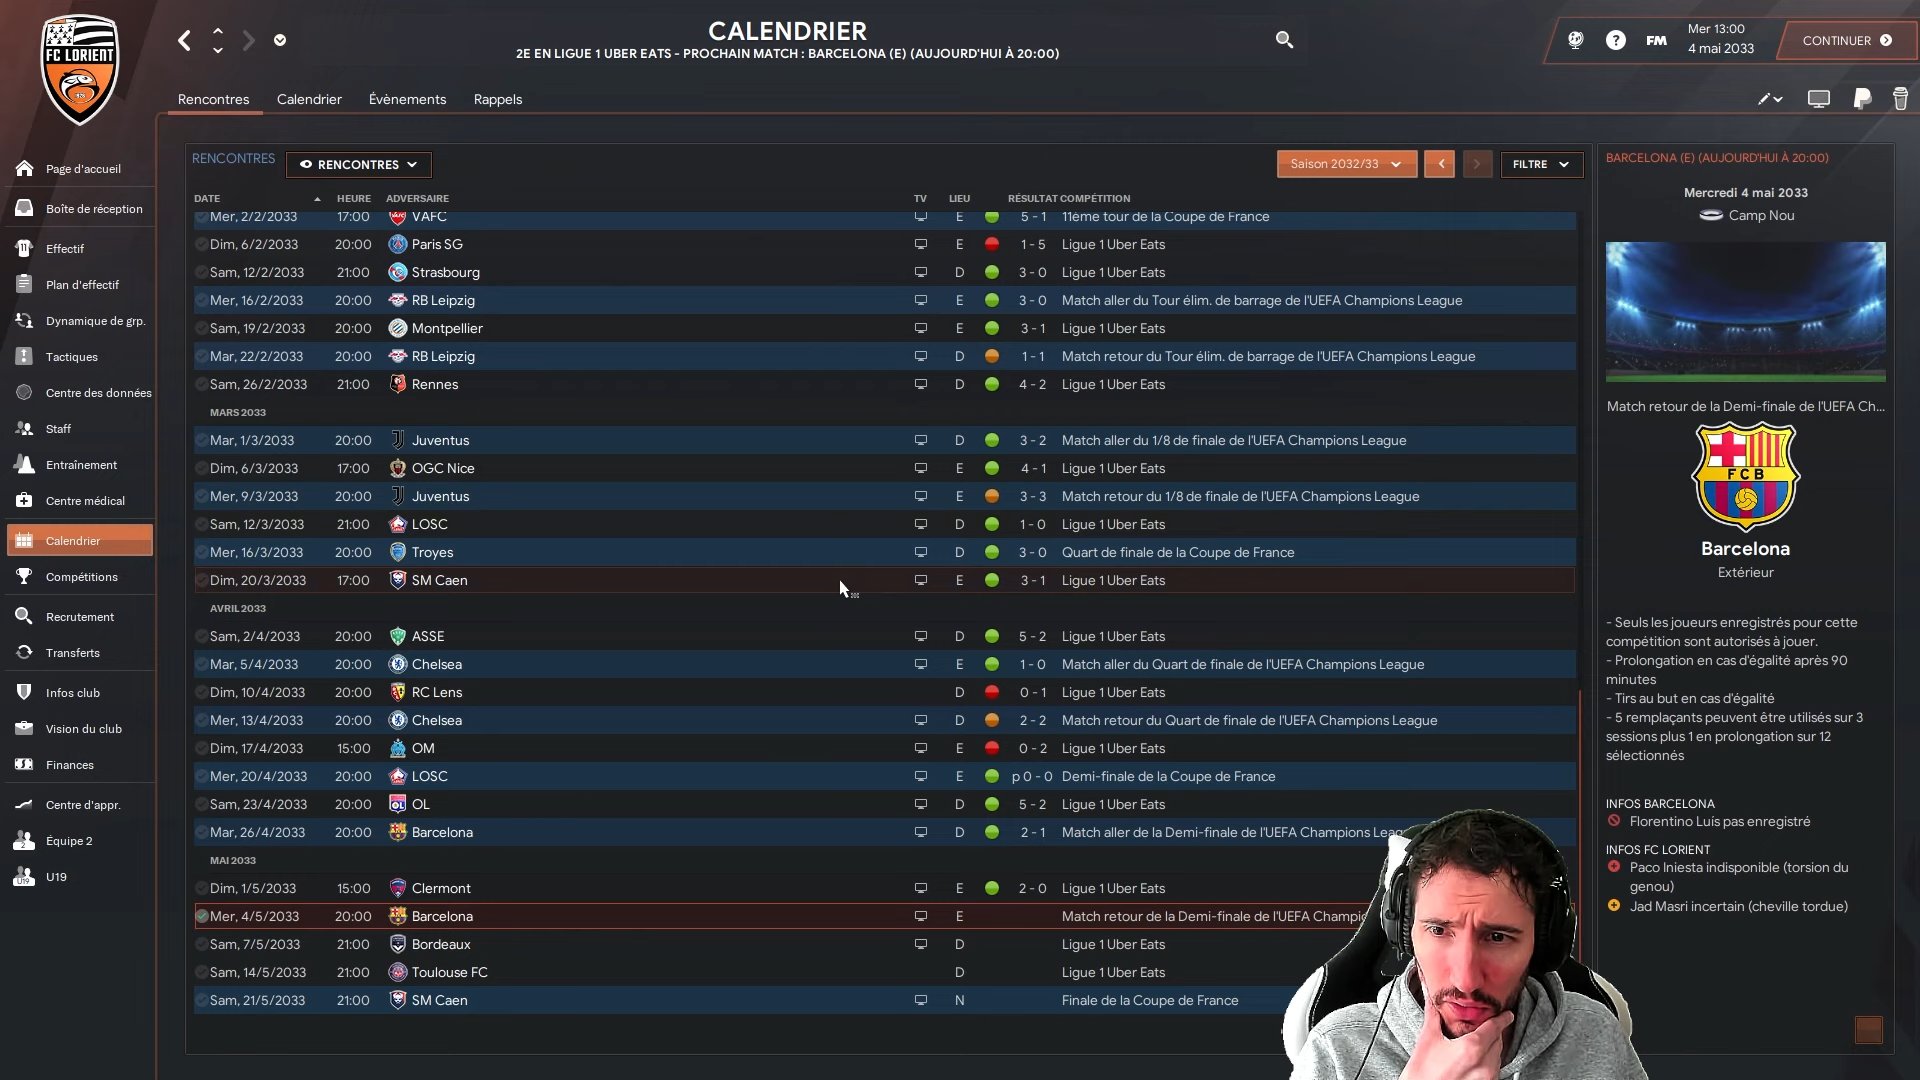 FC LORIENT
CALENDRIER
2E EN LIGUE 1 UBER EATS - PROCHAIN MATCH : BARCELONA (E) (AUJOURD'HUI À 20:00)
FM
Mer 13:00
4 mai 2033
CONTINUER
Rencontres
Calendrier
Évènements
Rappels
Page d'accueil
Boîte de réception
Effectif
Plan d'effectif
Dynamique de grp.
Tactiques
Centre des données
Staff
Entraînement
Centre médical
Calendrier
Compétitions
Recrutement
Transferts
Infos club
Vision du club
Finances
Centre d'appr.
Équipe 2
U19
RENCONTRES
RENCONTRES
Saison 2032/33
FILTRE
DATE HEURE ADVERSAIRE TV LIEU RÉSULTAT COMPÉTITION
Mer, 2/2/2033 17:00 VAFC E 5 - 1 11ème tour de la Coupe de France
Dim, 6/2/2033 20:00 Paris SG E 1 - 5 Ligue 1 Uber Eats
Sam, 12/2/2033 21:00 Strasbourg D 3 - 0 Ligue 1 Uber Eats
Mer, 16/2/2033 20:00 RB Leipzig E 3 - 0 Match aller du Tour élim. de barrage de l'UEFA Champions League
Sam, 19/2/2033 20:00 Montpellier E 3 - 1 Ligue 1 Uber Eats
Mar, 22/2/2033 20:00 RB Leipzig D 1 - 1 Match retour du Tour élim. de barrage de l'UEFA Champions League
Sam, 26/2/2033 21:00 Rennes D 4 - 2 Ligue 1 Uber Eats
MARS 2033
Mar, 1/3/2033 20:00 Juventus D 3 - 2 Match aller du 1/8 de finale de l'UEFA Champions League
Dim, 6/3/2033 17:00 OGC Nice E 4 - 1 Ligue 1 Uber Eats
Mer, 9/3/2033 20:00 Juventus E 3 - 3 Match retour du 1/8 de finale de l'UEFA Champions League
Sam, 12/3/2033 21:00 LOSC D 1 - 0 Ligue 1 Uber Eats
Mer, 16/3/2033 20:00 Troyes D 3 - 0 Quart de finale de la Coupe de France
Dim, 20/3/2033 17:00 SM Caen E 3 - 1 Ligue 1 Uber Eats
AVRIL 2033
Sam, 2/4/2033 20:00 ASSE D 5 - 2 Ligue 1 Uber Eats
Mar, 5/4/2033 20:00 Chelsea E 1 - 0 Match aller du Quart de finale de l'UEFA Champions League
Dim, 10/4/2033 20:00 RC Lens D 0 - 1 Ligue 1 Uber Eats
Mer, 13/4/2033 20:00 Chelsea D 2 - 2 Match retour du Quart de finale de l'UEFA Champions League
Dim, 17/4/2033 15:00 OM E 0 - 2 Ligue 1 Uber Eats
Mer, 20/4/2033 20:00 LOSC E p 0 - 0 Demi-finale de la Coupe de France
Sam, 23/4/2033 20:00 OL D 5 - 2 Ligue 1 Uber Eats
Mar, 26/4/2033 20:00 Barcelona D 2 - 1 Match aller de la Demi-finale de l'UEFA Champions Leag
MAI 2033
Dim, 1/5/2033 15:00 Clermont E 2 - 0 Ligue 1 Uber Eats
Mer, 4/5/2033 20:00 Barcelona E Match retour de la Demi-finale de l'UEFA Champi
Sam, 7/5/2033 21:00 Bordeaux D Ligue 1 Uber Eats
Sam, 14/5/2033 21:00 Toulouse FC D Ligue 1 Uber Eats
Sam, 21/5/2033 21:00 SM Caen N Finale de la Coupe de France
BARCELONA (E) (AUJOURD'HUI À 20:00)
Mercredi 4 mai 2033
Camp Nou
Match retour de la Demi-finale de l'UEFA Ch...
FCB
Barcelona
Extérieur
- Seuls les joueurs enregistrés pour cette
compétition sont autorisés à jouer.
- Prolongation en cas d'égalité après 90
minutes
- Tirs au but en cas d'égalité
- 5 remplaçants peuvent être utilisés sur 3
sessions plus 1 en prolongation sur 12
sélectionnés
INFOS BARCELONA
Florentino Luís pas enregistré
INFOS FC LORIENT
Paco Iniesta indisponible (torsion du
genou)
Jad Masri incertain (cheville tordue)